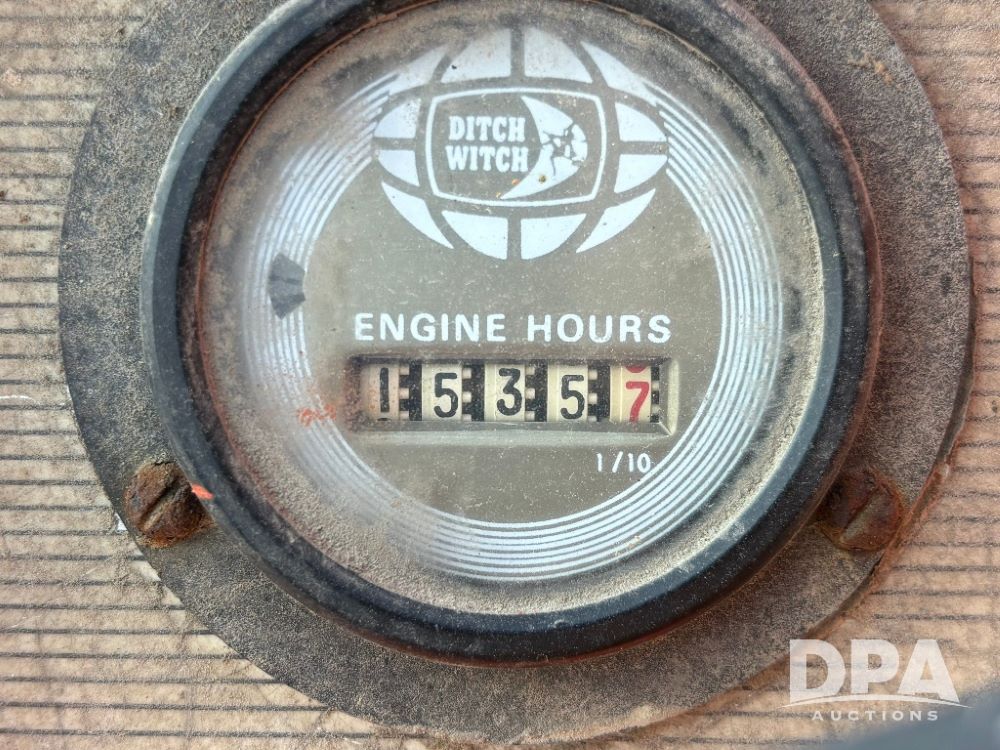 DITCH
WITCH
ENGINE HOURS
15357
1/10
DPA
AUCTIONS